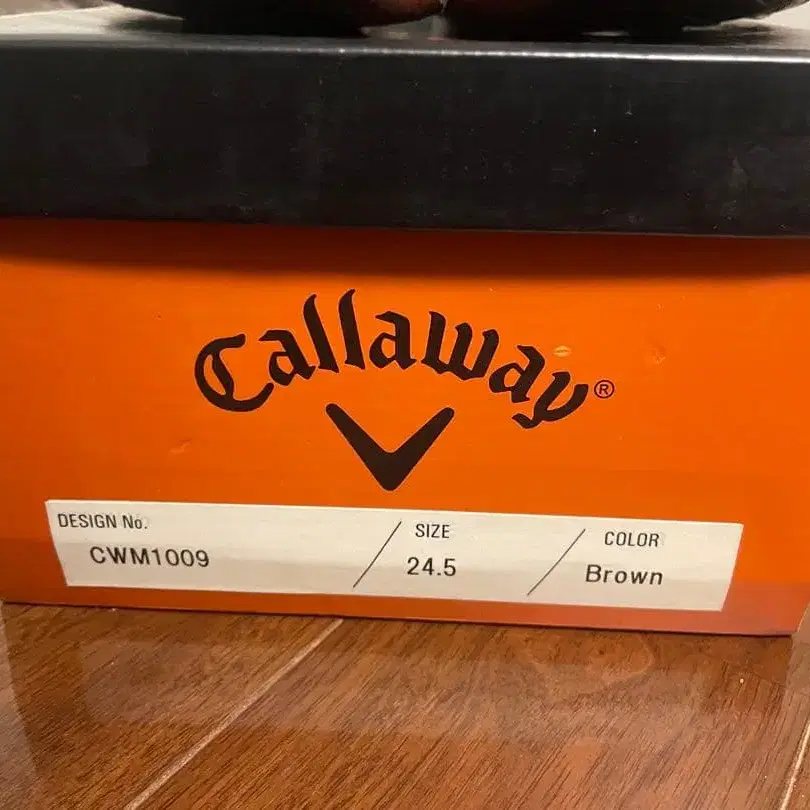 Callaway®
DESIGN No. SIZE COLOR
CWM1009 / 24.5 / Brown